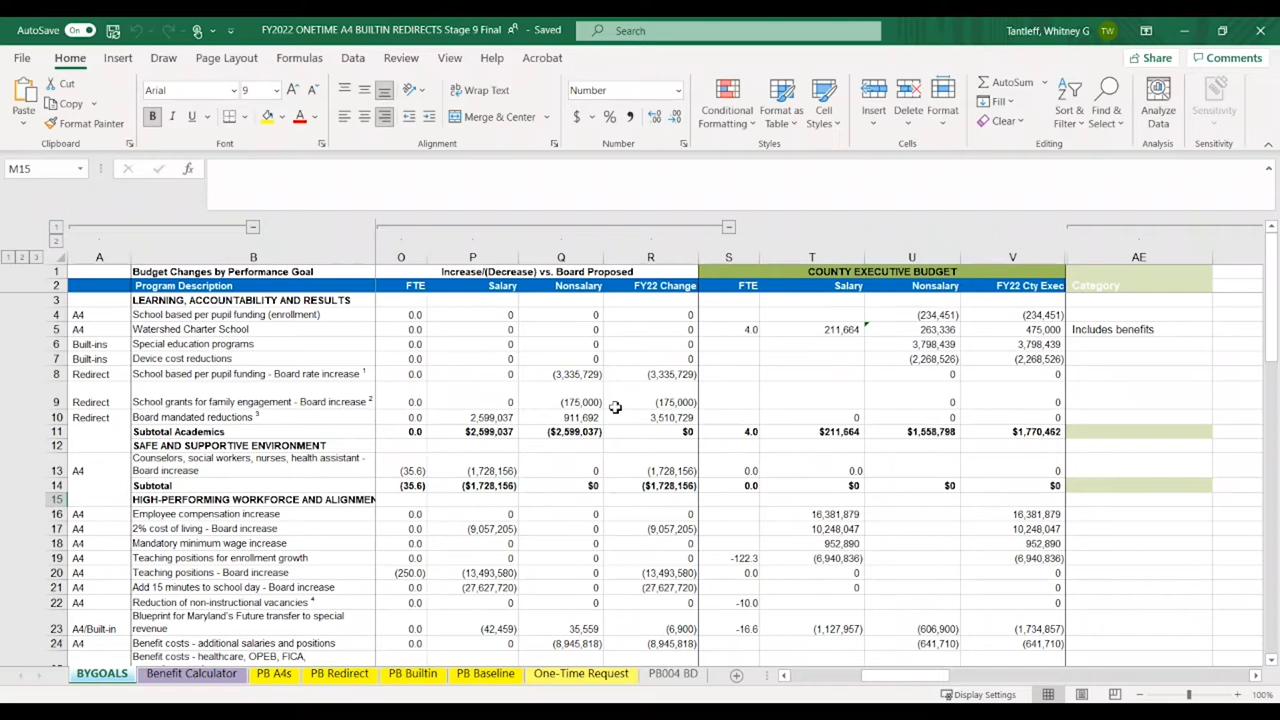 AutoSave On FY2022 ONETIME A4 BUILTIN REDIRECTS Stage 9 Final - Saved Search Tantleff, Whitney G TW
File Home Insert Draw Page Layout Formulas Data Review View Help Acrobat Share Comments
Paste Cut Copy Format Painter Clipboard
Arial 9 A A B I U A Font
Wrap Text Merge & Center Alignment
Number $ % , Number
Conditional Formatting Format as Table Cell Styles Styles
Insert Delete Format Cells
AutoSum Fill Clear Sort & Filter Find & Select Editing
Analyze Data Analysis
Sensitivity Sensitivity
M15 fx
1
2
1 2 3 A B O P Q R S T U V AE
1 Budget Changes by Performance Goal Increase/(Decrease) vs. Board Proposed COUNTY EXECUTIVE BUDGET
2 Program Description FTE Salary Nonsalary FY22 Change FTE Salary Nonsalary FY22 Cty Exec Category
3 LEARNING, ACCOUNTABILITY AND RESULTS
4 A4 School based per pupil funding (enrollment) 0.0 0 0 0 (234,451) (234,451)
5 A4 Watershed Charter School 0.0 0 0 0 4.0 211,664 263,336 475,000 Includes benefits
6 Built-ins Special education programs 0.0 0 0 0 3,798,439 3,798,439
7 Built-ins Device cost reductions 0.0 0 0 0 (2,268,526) (2,268,526)
8 Redirect School based per pupil funding - Board rate increase 1 0.0 0 (3,335,729) (3,335,729) 0 0
9 Redirect School grants for family engagement - Board increase 2 0.0 0 (175,000) (175,000) 0 0
10 Redirect Board mandated reductions 3 0.0 2,599,037 911,692 3,510,729 0 0 0
11 Subtotal Academics 0.0 $2,599,037 ($2,599,037) $0 4.0 $211,664 $1,558,798 $1,770,462
12 SAFE AND SUPPORTIVE ENVIRONMENT
Counselors, social workers, nurses, health assistant -
13 A4 Board increase (35.6) (1,728,156) 0 (1,728,156) 0.0 0.0 0
14 Subtotal (35.6) ($1,728,156) $0 ($1,728,156) 0.0 $0 $0 $0
15 HIGH-PERFORMING WORKFORCE AND ALIGNMEN
16 A4 Employee compensation increase 0.0 0 0 0 16,381,879 16,381,879
17 A4 2% cost of living - Board increase 0.0 (9,057,205) 0 (9,057,205) 10,248,047 10,248,047
18 A4 Mandatory minimum wage increase 0.0 0 0 0 952,890 952,890
19 A4 Teaching positions for enrollment growth 0.0 0 0 0 -122.3 (6,940,836) (6,940,836)
20 A4 Teaching positions - Board increase (250.0) (13,493,580) 0 (13,493,580) 0.0 0 0
21 A4 Add 15 minutes to school day - Board increase 0.0 (27,627,720) 0 (27,627,720) 0 0
22 A4 Reduction of non-instructional vacancies 4 0.0 0 0 0 -10.0 0
Blueprint for Maryland's Future transfer to special
23 A4/Built-in revenue 0.0 (42,459) 35,559 (6,900) -16.6 (1,127,957) (606,900) (1,734,857)
24 A4 Benefit costs - additional salaries and positions 0.0 0 (8,945,818) (8,945,818) (641,710) (641,710)
Benefit costs - healthcare, OPEB, FICA,
BYGOALS Benefit Calculator PB A4s PB Redirect PB Builtin PB Baseline One-Time Request PB004 BD
Display Settings 100%